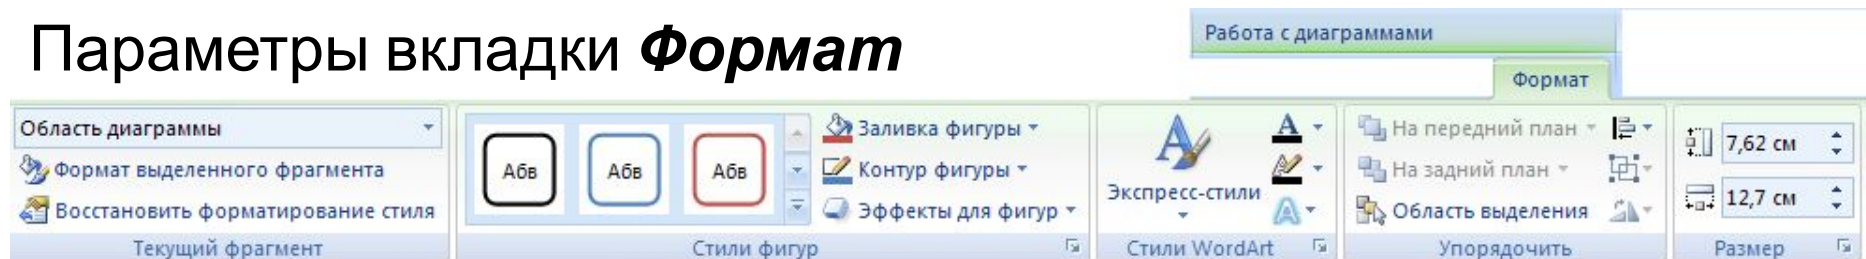 Параметры вкладки Формат
Работа с диаграммами
Формат
Область диаграммы
Формат выделенного фрагмента
Восстановить форматирование стиля
Текущий фрагмент
Абв Абв Абв
Заливка фигуры
Контур фигуры
Эффекты для фигур
Стили фигур
Экспресс-стили
Стили WordArt
На передний план
На задний план
Область выделения
Упорядочить
7,62 см
12,7 см
Размер